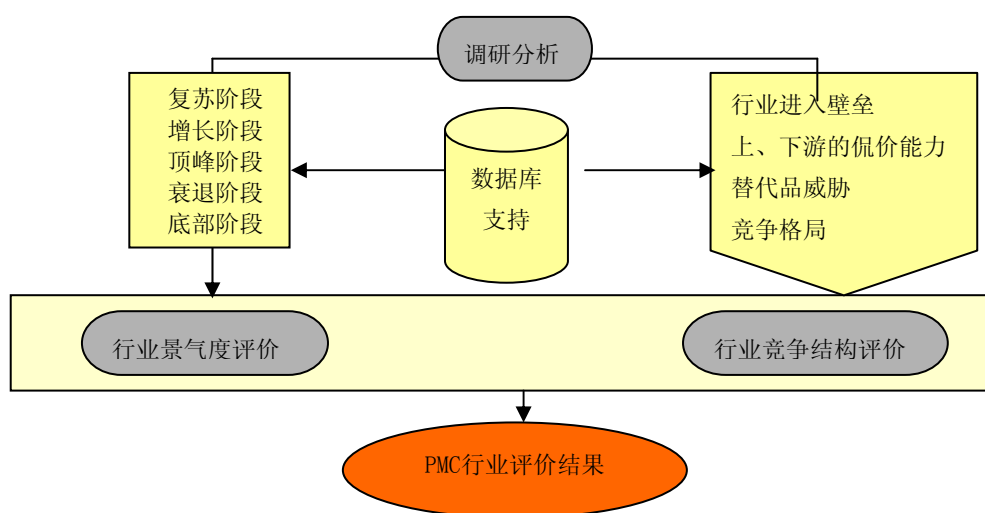 调研分析
复苏阶段
增长阶段
顶峰阶段
衰退阶段
底部阶段
数据库
支持
行业进入壁垒
上、下游的侃价能力
替代品威胁
竞争格局
行业景气度评价
行业竞争结构评价
PMC行业评价结果